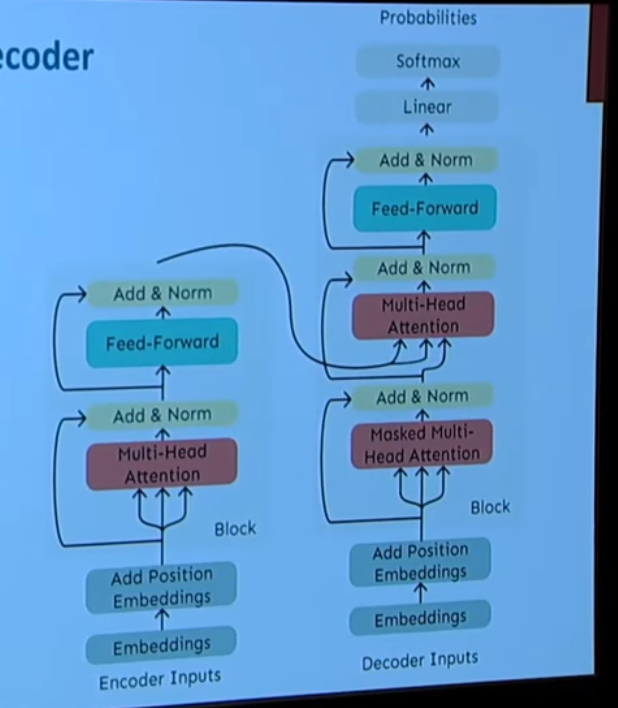 ecoder
Probabilities
Softmax
Linear
Add & Norm
Feed-Forward
Add & Norm
Multi-Head
Attention
Add & Norm
Masked Multi-
Head Attention
Block
Add Position
Embeddings
Embeddings
Decoder Inputs
Add & Norm
Feed-Forward
Add & Norm
Multi-Head
Attention
Block
Add Position
Embeddings
Embeddings
Encoder Inputs